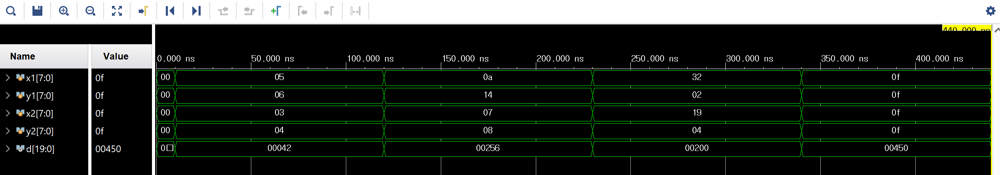 440.000 ns
Name Value
0.000 ns 50.000 ns 100.000 ns 150.000 ns 200.000 ns 250.000 ns 300.000 ns 350.000 ns 400.000 ns
x1[7:0] 0f 00 05 0a 32 0f
y1[7:0] 0f 00 06 14 02 0f
x2[7:0] 0f 00 03 07 19 0f
y2[7:0] 0f 00 04 08 04 0f
d[19:0] 00450 0□ 00042 00256 00200 00450